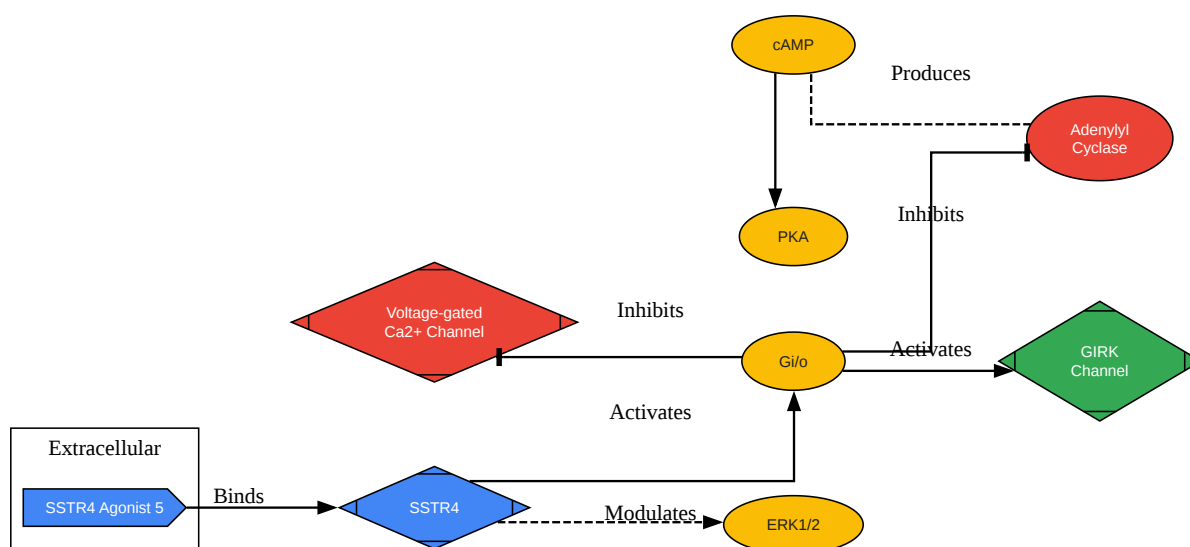 cAMP
Produces
Adenylyl
Cyclase
Inhibits
PKA
Voltage-gated
Ca2+ Channel
Inhibits
Gi/o
Activates
GIRK
Channel
Activates
Extracellular
SSTR4 Agonist 5
Binds
SSTR4
Modulates
ERK1/2